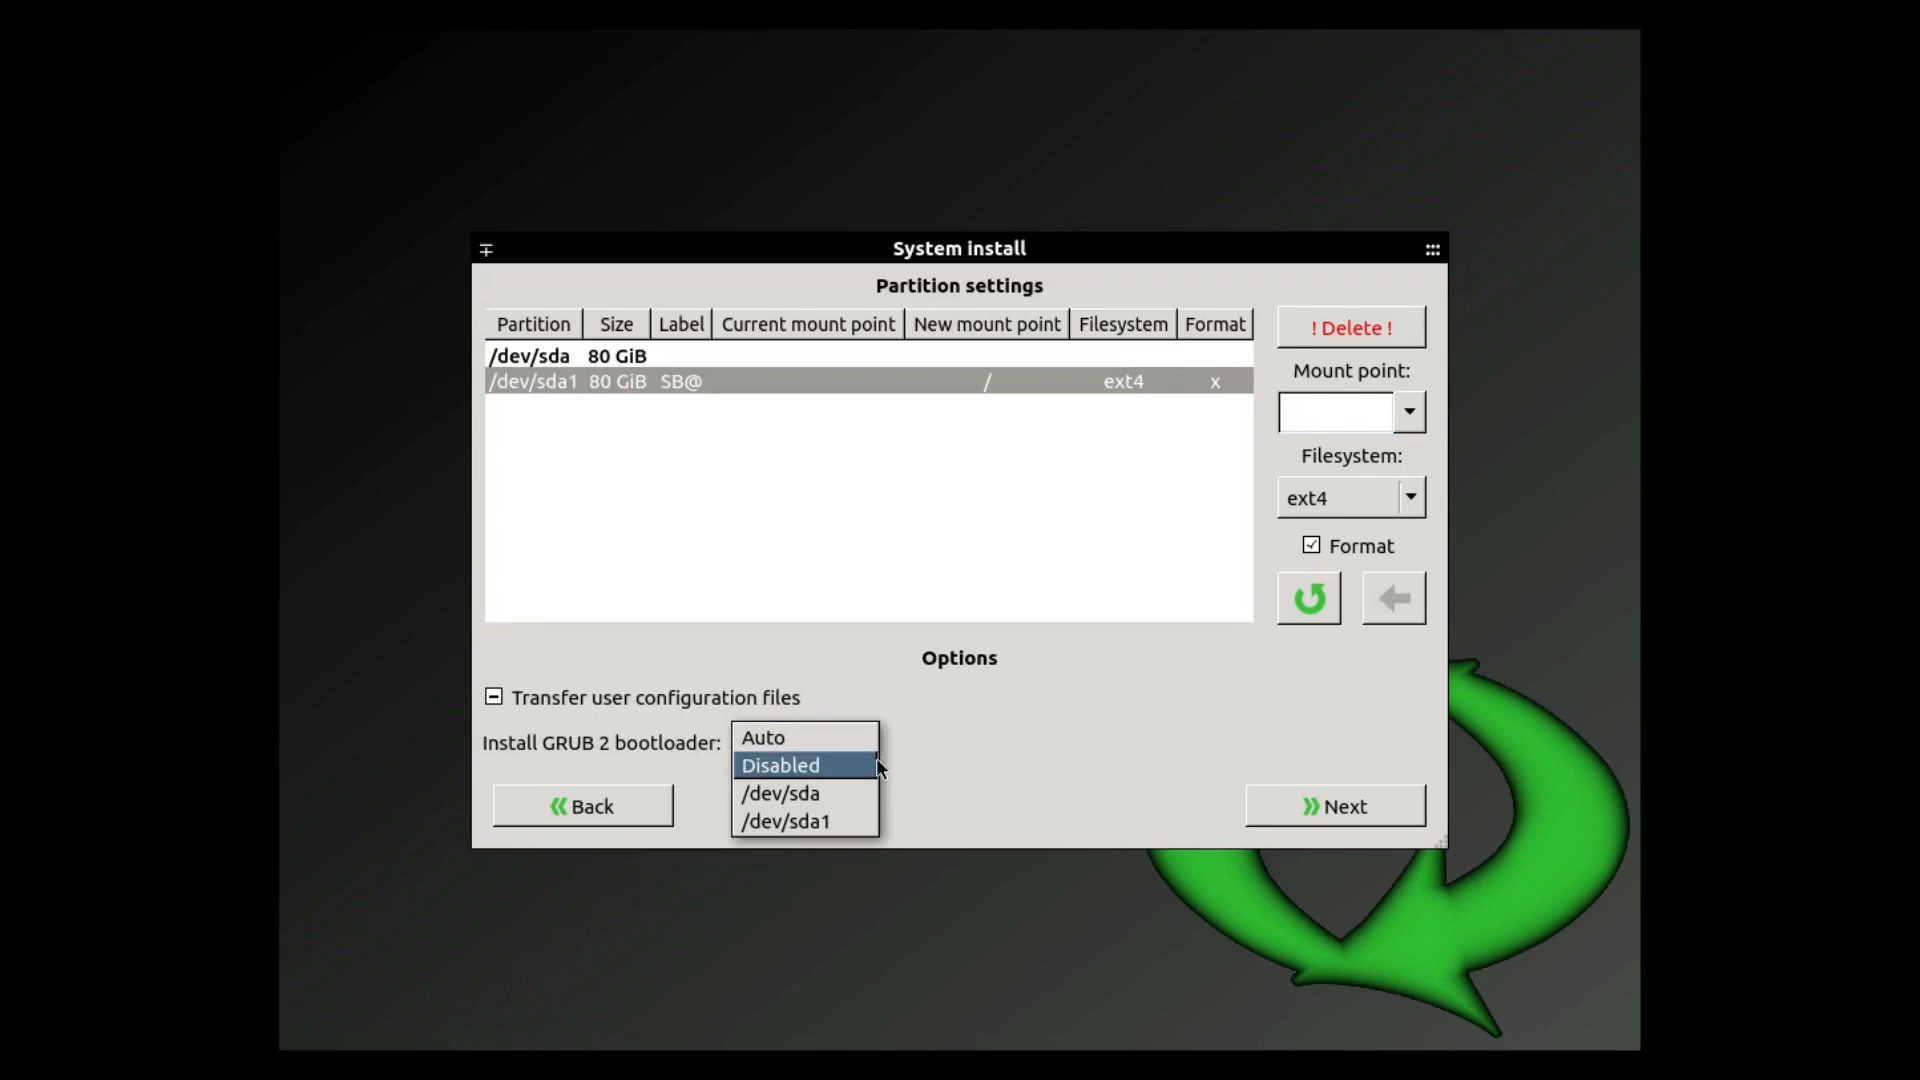 System install
Partition settings
Partition Size Label Current mount point New mount point Filesystem Format
/dev/sda 80 GiB
/dev/sda1 80 GiB SB@ / ext4 x
! Delete !
Mount point:
Filesystem:
ext4
Format
Options
Transfer user configuration files
Install GRUB 2 bootloader:
Auto
Disabled
/dev/sda
/dev/sda1
Back
Next